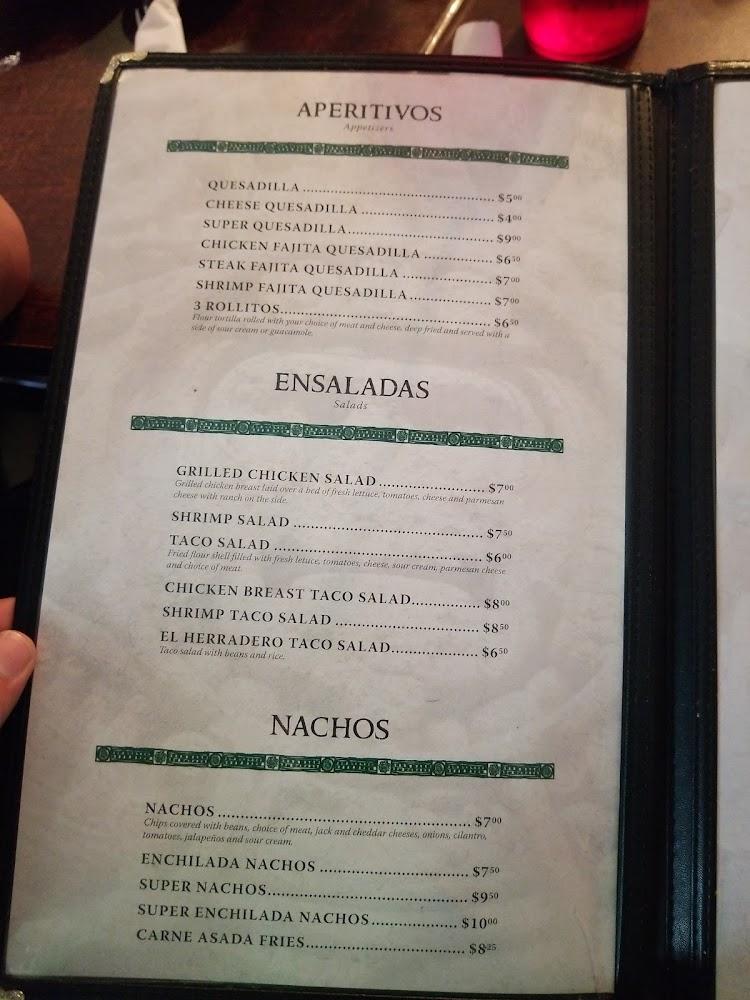 APERITIVOS
Appetizers
QUESADILLA ........ $5.00
CHEESE QUESADILLA ........ $4.00
SUPER QUESADILLA ........ $9.00
CHICKEN FAJITA QUESADILLA ........ $6.50
STEAK FAJITA QUESADILLA ........ $7.00
SHRIMP FAJITA QUESADILLA ........ $7.00
3 ROLLITOS ........ $6.50
Flour tortilla rolled with your choice of meat and cheese, deep fried and served with a
side of sour cream or guacamole.
ENSALADAS
Salads
GRILLED CHICKEN SALAD ........ $7.00
Grilled chicken breast laid over a bed of fresh lettuce, tomatoes, cheese and parmesan
cheese with ranch on the side.
SHRIMP SALAD ........ $7.50
TACO SALAD ........ $6.00
Fried flour shell filled with fresh letuce, tomatoes, cheese, sour cream, parmesan cheese
and choice of meat.
CHICKEN BREAST TACO SALAD ........ $8.00
SHRIMP TACO SALAD ........ $8.50
EL HERRADERO TACO SALAD ........ $6.50
Taco salad with beans and rice.
NACHOS
NACHOS ........ $7.00
Chips covered with beans, choice of meat, jack and cheddar cheeses, onions, cilantro,
tomatoes, jalapeños and sour cream.
ENCHILADA NACHOS ........ $7.50
SUPER NACHOS ........ $9.50
SUPER ENCHILADA NACHOS ........ $10.00
CARNE ASADA FRIES ........ $8.25